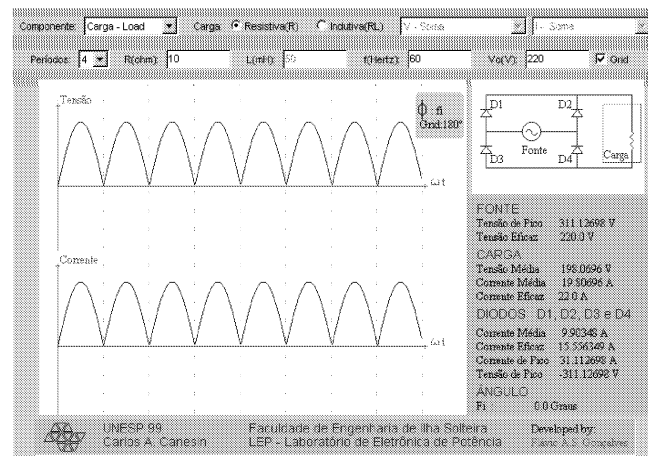 Componente: Carga - Load Carga: Resistiva(R) Indutiva(RL) V - Soma I - Soma
Períodos: 4 R(ohm): 10 L(mH): 50 f(Hertz): 60 Vo(V): 220 Grid
Tensão
ϕ : fi
Grid:180°
ωt
Corrente
ωt
D1 D2
Fonte
D3 D4
Carga
FONTE
Tensão de Pico 311.12698 V
Tensão Eficaz 220.0 V
CARGA
Tensão Média 198.0696 V
Corrente Média 19.80696 A
Corrente Eficaz 22.0 A
DIODOS D1, D2, D3 e D4
Corrente Média 9.90348 A
Corrente Eficaz 15.556349 A
Corrente de Pico 31.112698 A
Tensão de Pico -311.12698 V
ÂNGULO
Fi 0.0 Graus
UNESP 99 Faculdade de Engenharia de Ilha Solteira Developed by:
Carlos A. Canesin LEP - Laboratório de Eletrônica de Potência Flávio A.S. Gonçalves